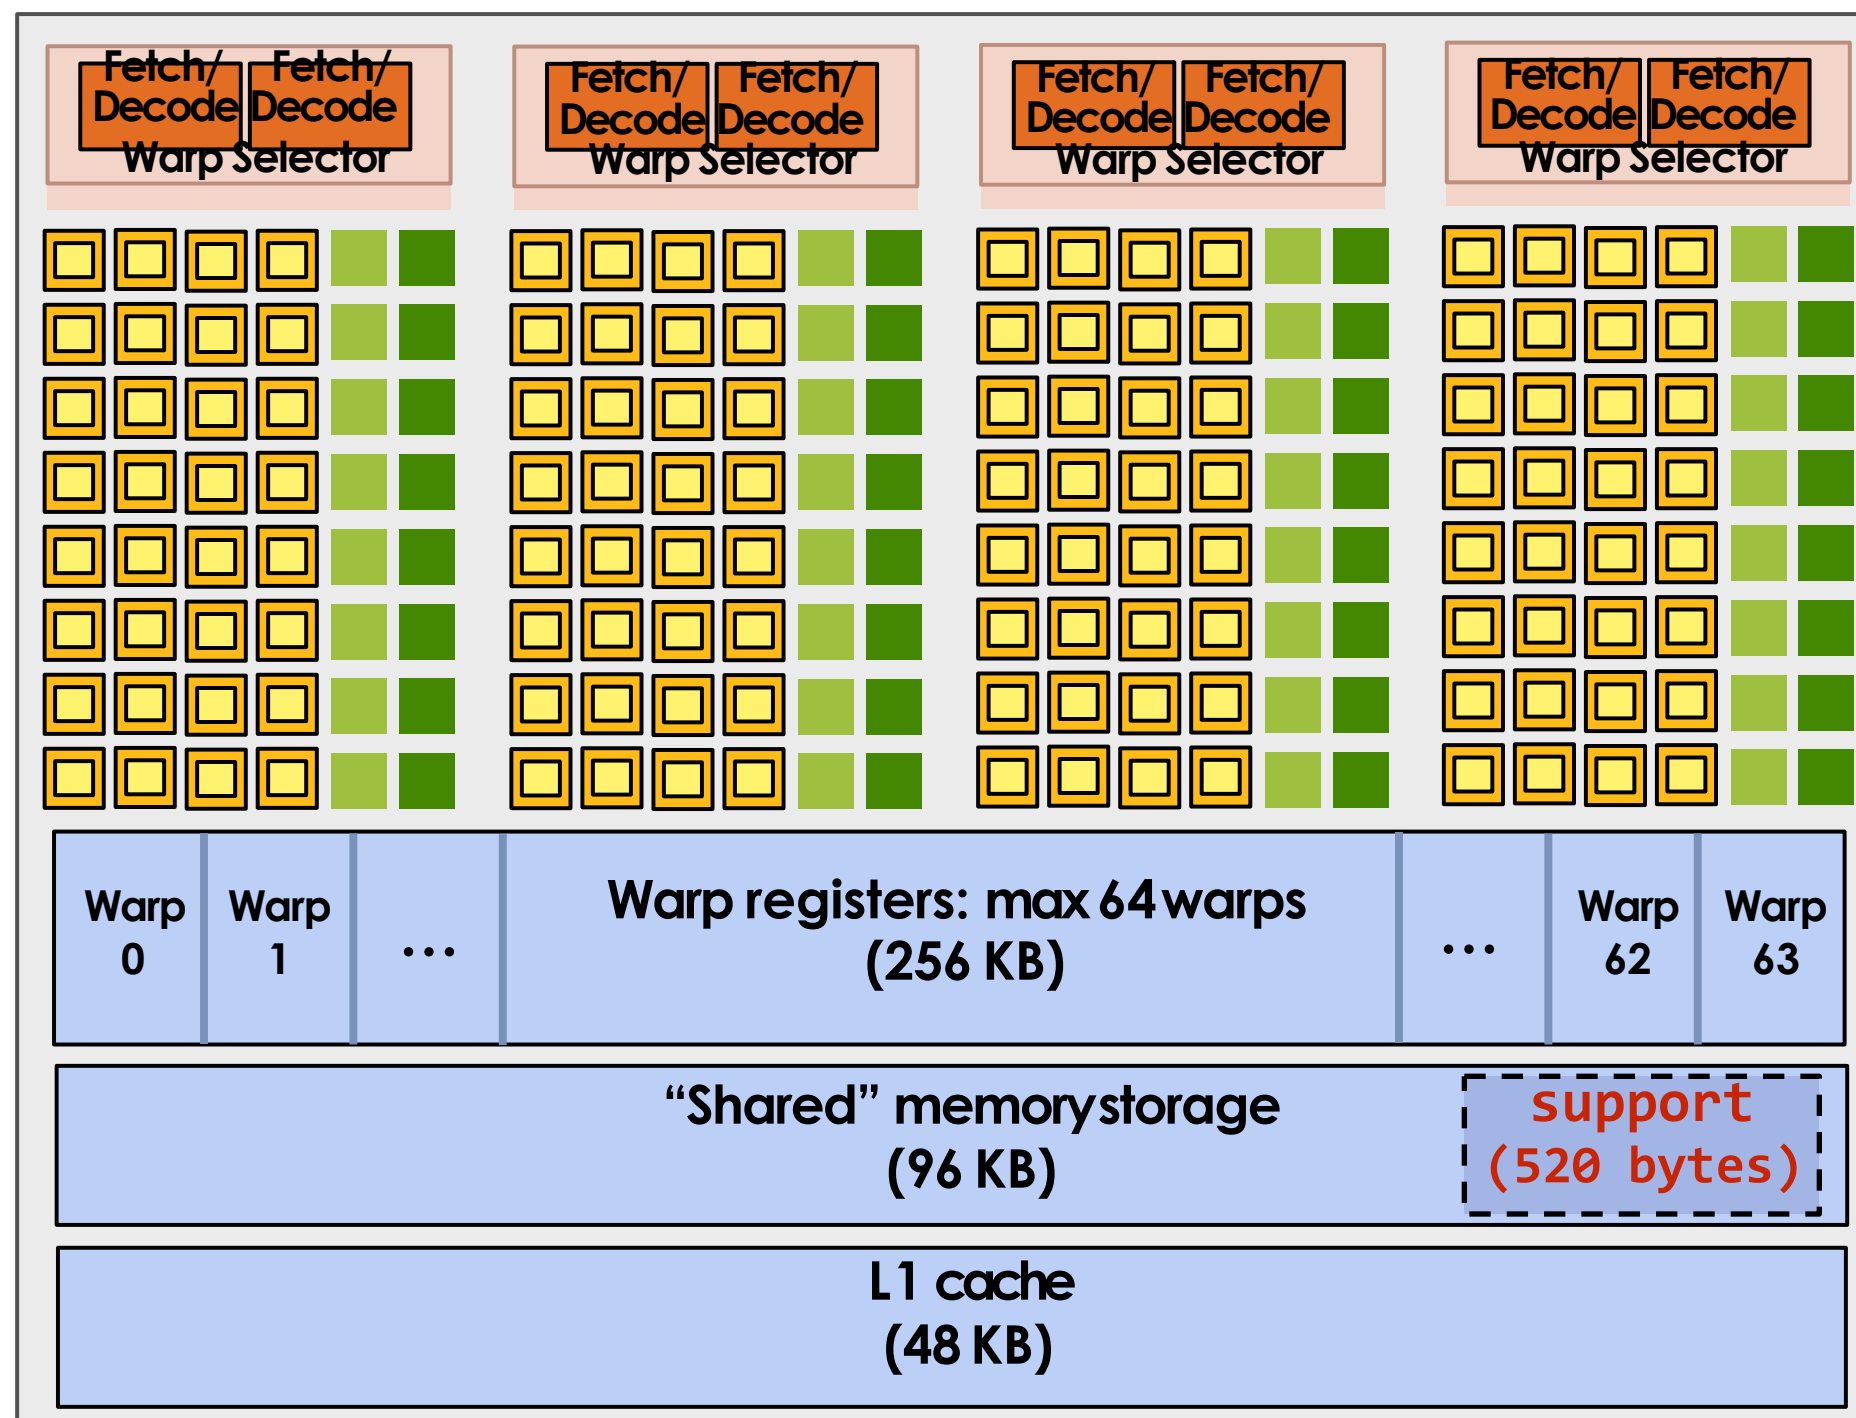 Fetch/ Fetch/
Decode Decode
Warp Selector
Fetch/ Fetch/
Decode Decode
Warp Selector
Fetch/ Fetch/
Decode Decode
Warp Selector
Fetch/ Fetch/
Decode Decode
Warp Selector
Warp
0
Warp
1
...
Warp registers: max 64 warps
(256 KB)
...
Warp
62
Warp
63
“Shared” memory storage
(96 KB)
support
(520 bytes)
L1 cache
(48 KB)